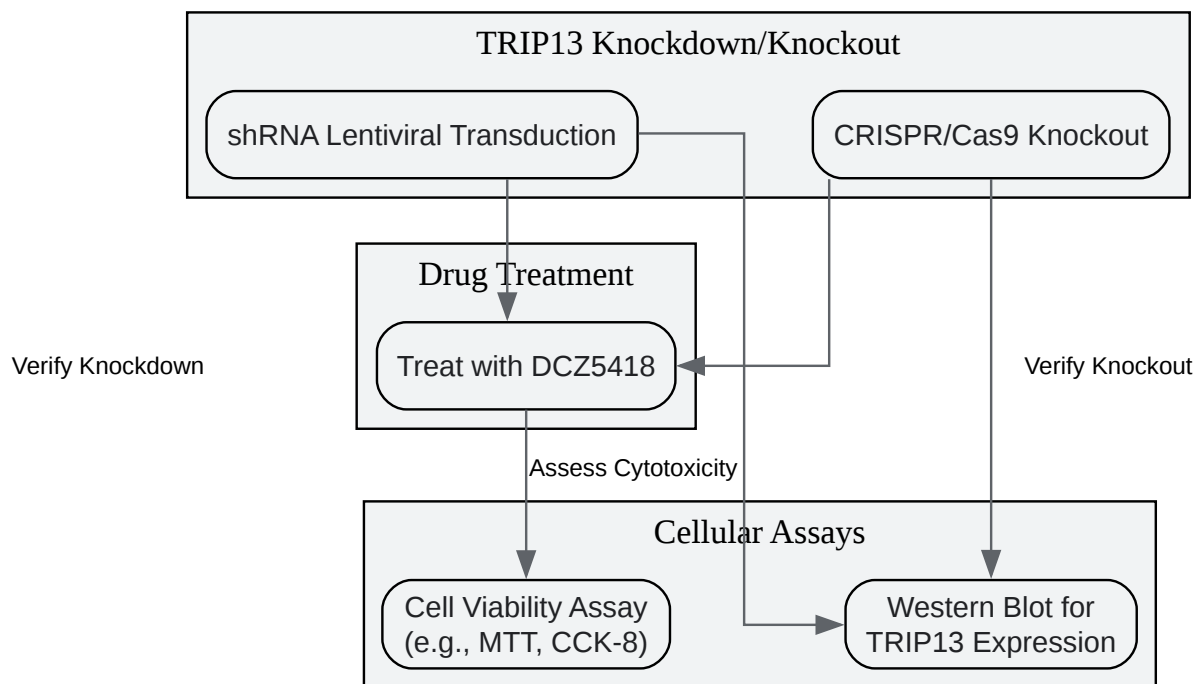 TRIP13 Knockdown/Knockout
shRNA Lentiviral Transduction
CRISPR/Cas9 Knockout
Drug Treatment
Treat with DCZ5418
Verify Knockdown
Verify Knockout
Assess Cytotoxicity
Cellular Assays
Cell Viability Assay
(e.g., MTT, CCK-8)
Western Blot for
TRIP13 Expression